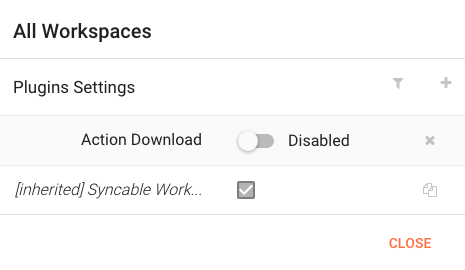 All Workspaces
Plugins Settings
Action Download Disabled
[inherited] Syncable Work...
CLOSE